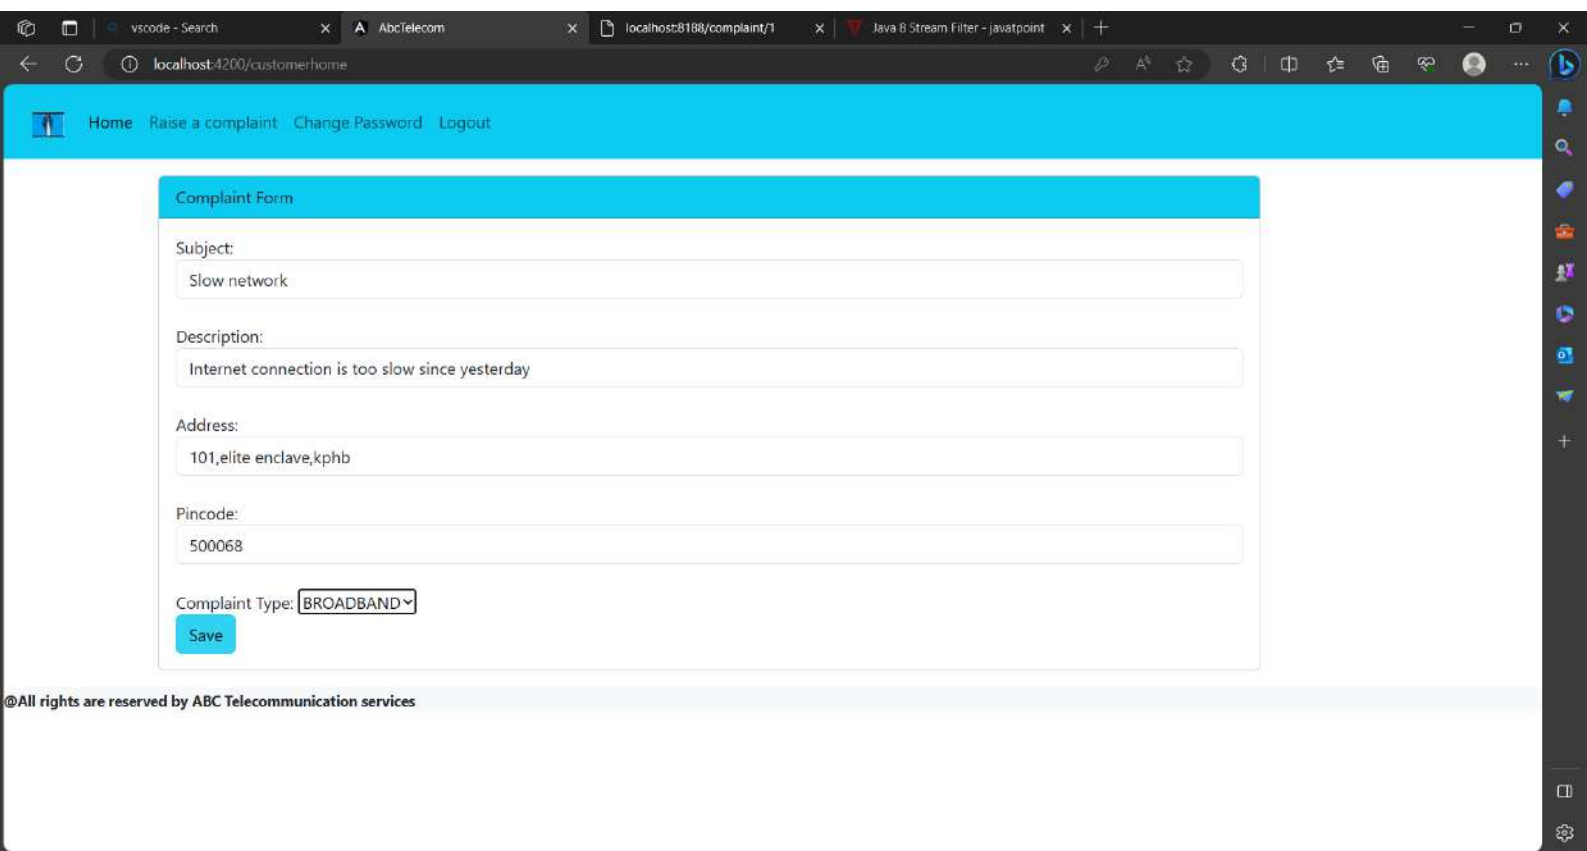 vscode - Search
AbcTelecom
localhost:8188/complaint/1
Java 8 Stream Filter - javatpoint
localhost:4200/customerhome
Home Raise a complaint Change Password Logout
Complaint Form
Subject:
Slow network
Description:
Internet connection is too slow since yesterday
Address:
101,elite enclave,kphb
Pincode:
500068
Complaint Type: BROADBAND
Save
@All rights are reserved by ABC Telecommunication services